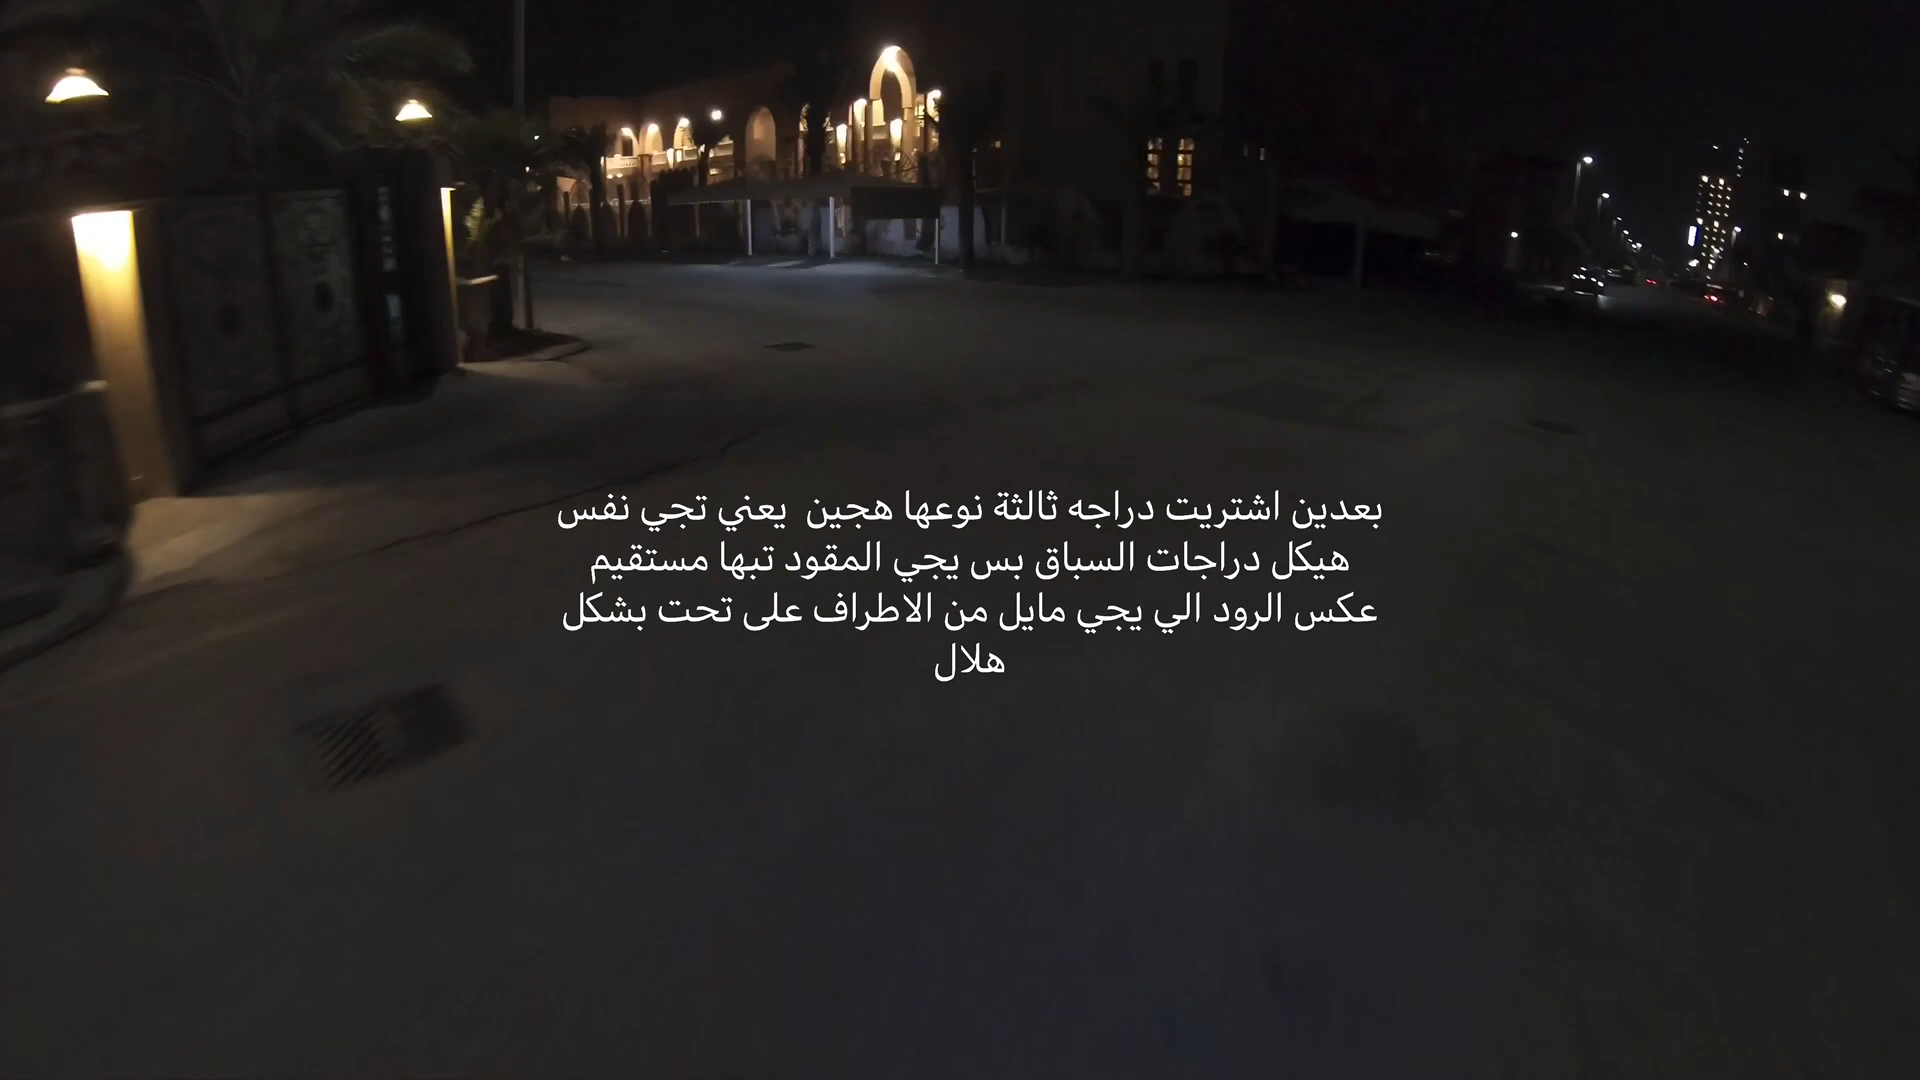 بعدين اشتريت دراجه ثالثة نوعها هجين  يعني تجي نفس
هيكل دراجات السباق بس يجي المقود تبها مستقيم
عكس الرود الي يجي مايل من الاطراف على تحت بشكل
هلال